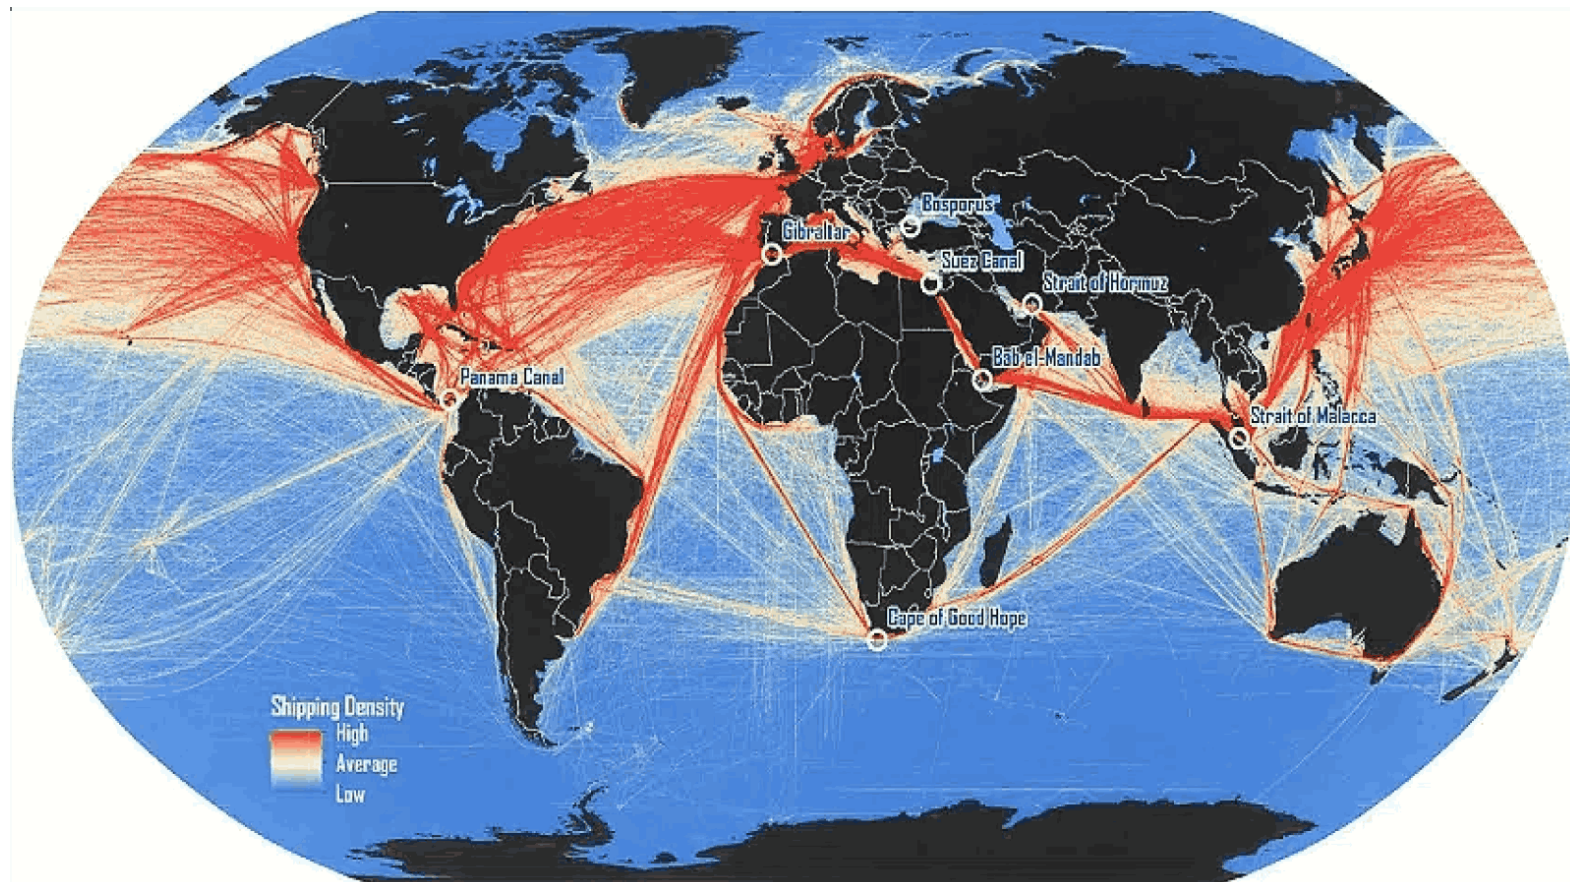 Bosporus
Gibraltar
Suez Canal
Strait of Hormuz
Bab el-Mandab
Panama Canal
Strait of Malacca
Cape of Good Hope
Shipping Density
High
Average
Low